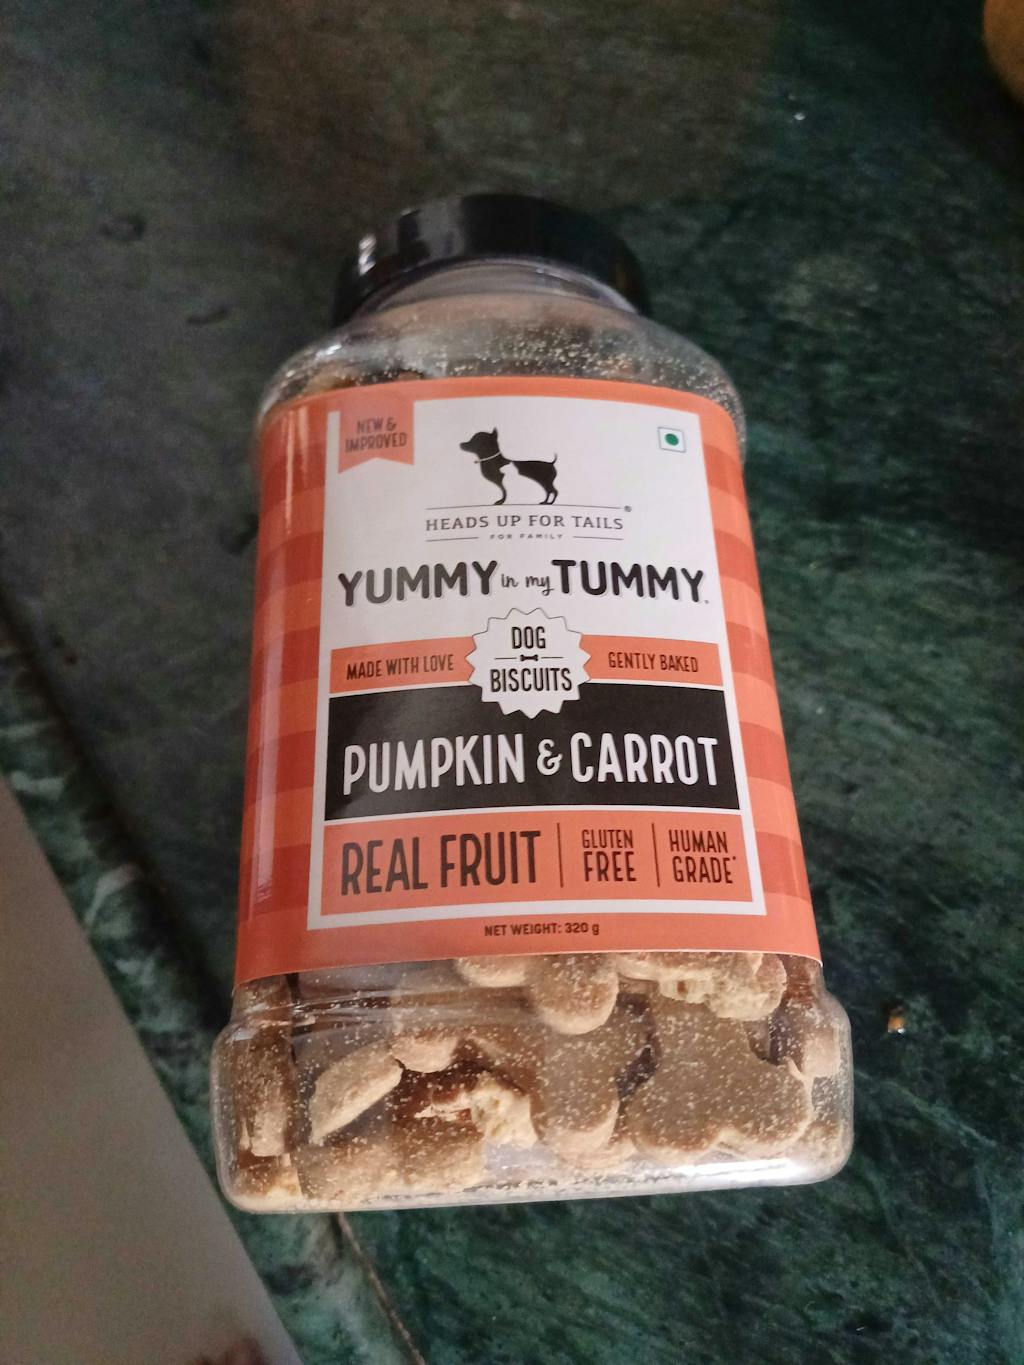 NEW &
IMPROVED
HEADS UP FOR TAILS®
FOR FAMILY
YUMMY in my TUMMY.
DOG
BISCUITS
MADE WITH LOVE
GENTLY BAKED
PUMPKIN & CARROT
REAL FRUIT
GLUTEN
FREE
HUMAN
GRADE*
NET WEIGHT: 320 g